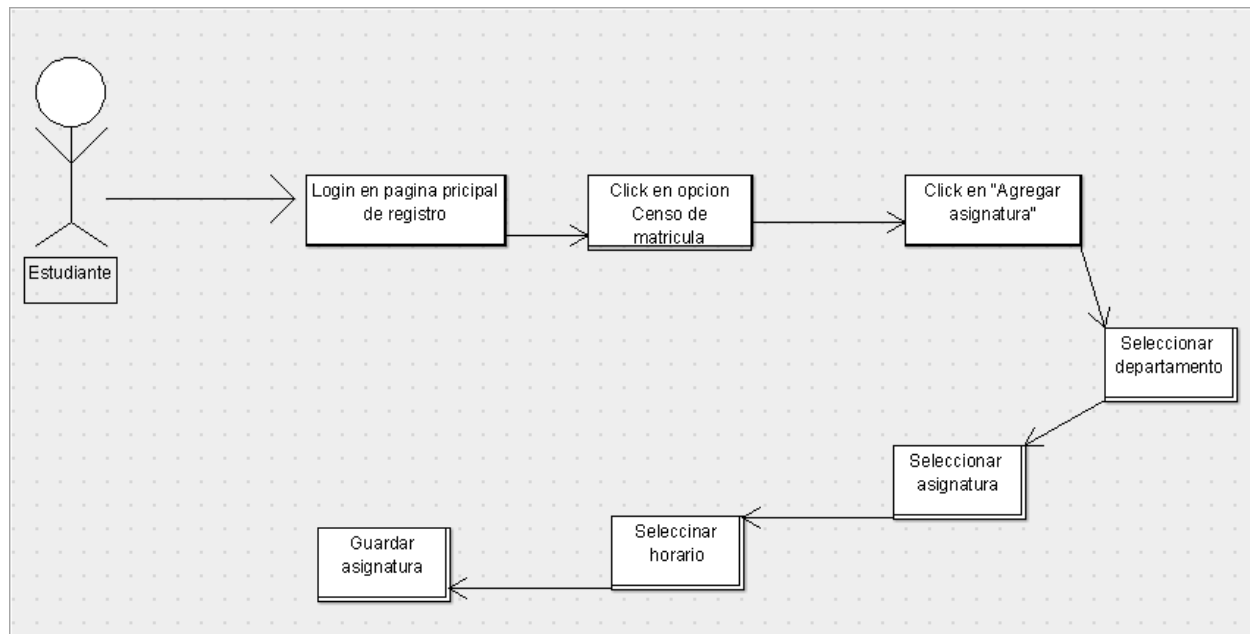 Estudiante
Login en pagina pricipal
de registro
Click en opcion
Censo de
matricula
Click en "Agregar
asignatura"
Seleccionar
departamento
Seleccionar
asignatura
Seleccinar
horario
Guardar
asignatura